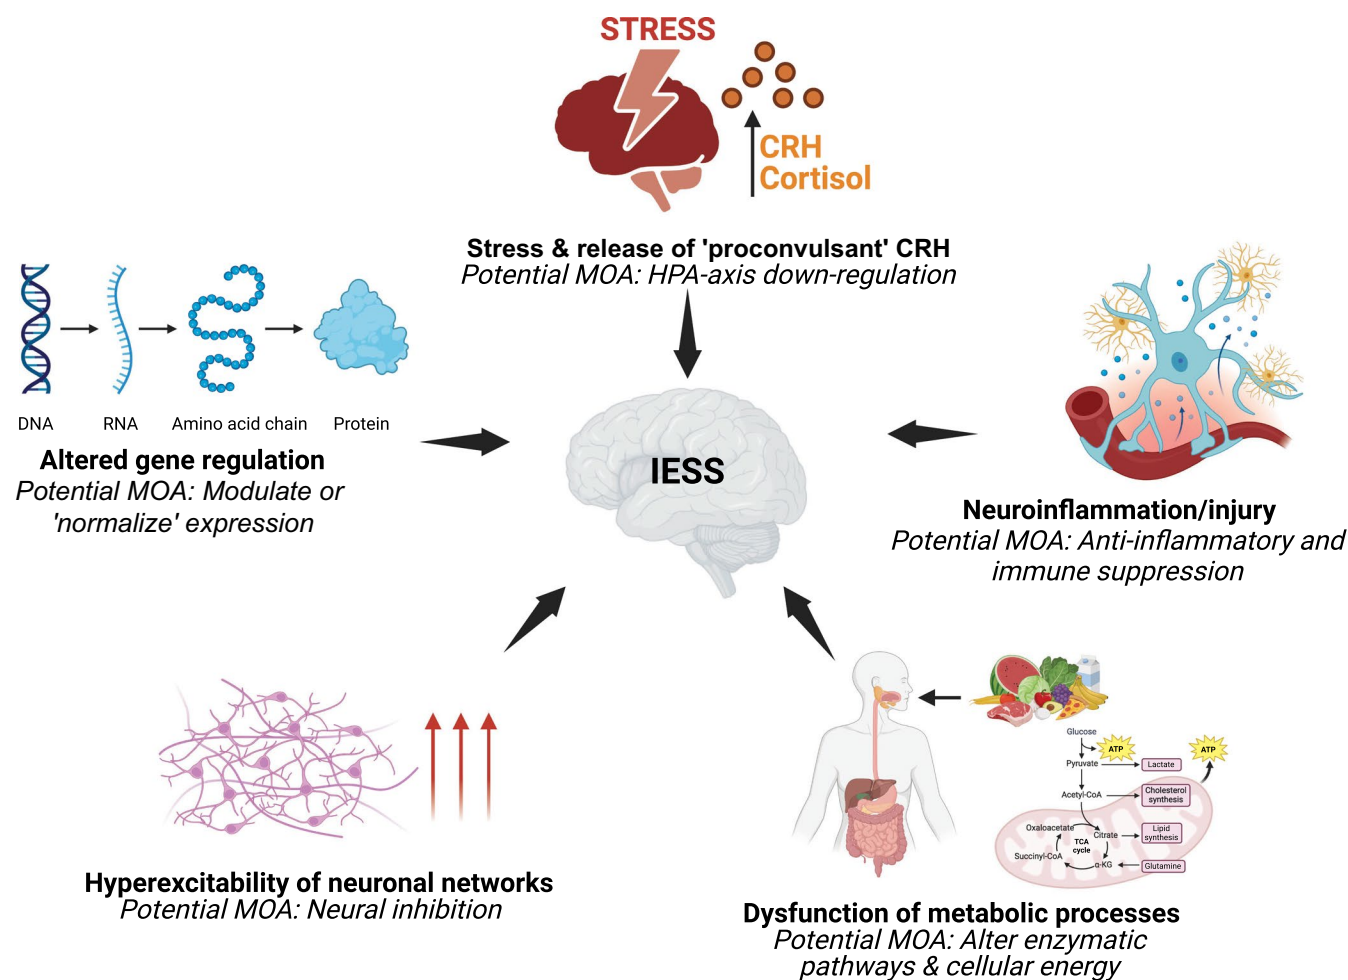 STRESS
CRH
Cortisol
Stress & release of 'proconvulsant' CRH
Potential MOA: HPA-axis down-regulation
DNA
RNA
Amino acid chain
Protein
Altered gene regulation
Potential MOA: Modulate or
'normalize' expression
IESS
Neuroinflammation/injury
Potential MOA: Anti-inflammatory and
immune suppression
Hyperexcitability of neuronal networks
Potential MOA: Neural inhibition
Glucose
ATP
ATP
Pyruvate
Lactate
Acetyl-CoA
Cholesterol
synthesis
Oxaloacetate
Citrate
Lipid
synthesis
TCA
cycle
Succinyl-CoA
α-KG
Glutamine
Dysfunction of metabolic processes
Potential MOA: Alter enzymatic
pathways & cellular energy